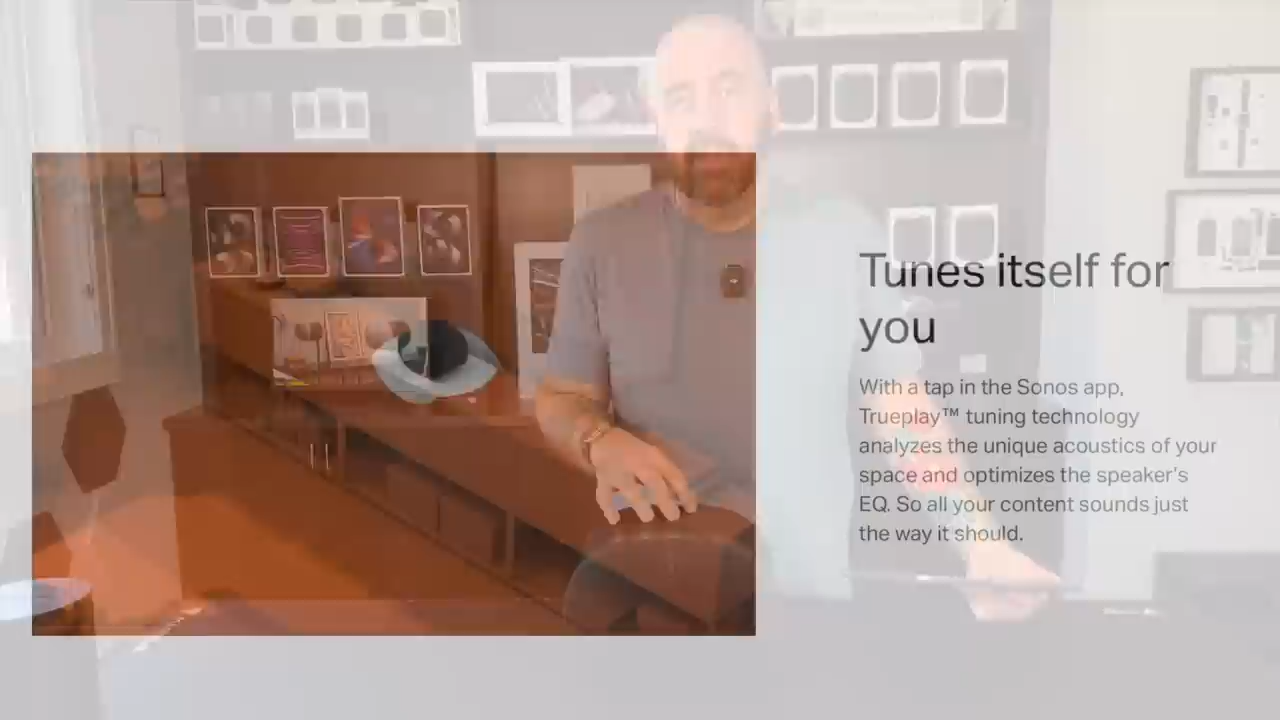 Tunes itself for
you
With a tap in the Sonos app,
Trueplay™ tuning technology
analyzes the unique acoustics of your
space and optimizes the speaker's
EQ. So all your content sounds just
the way it should.